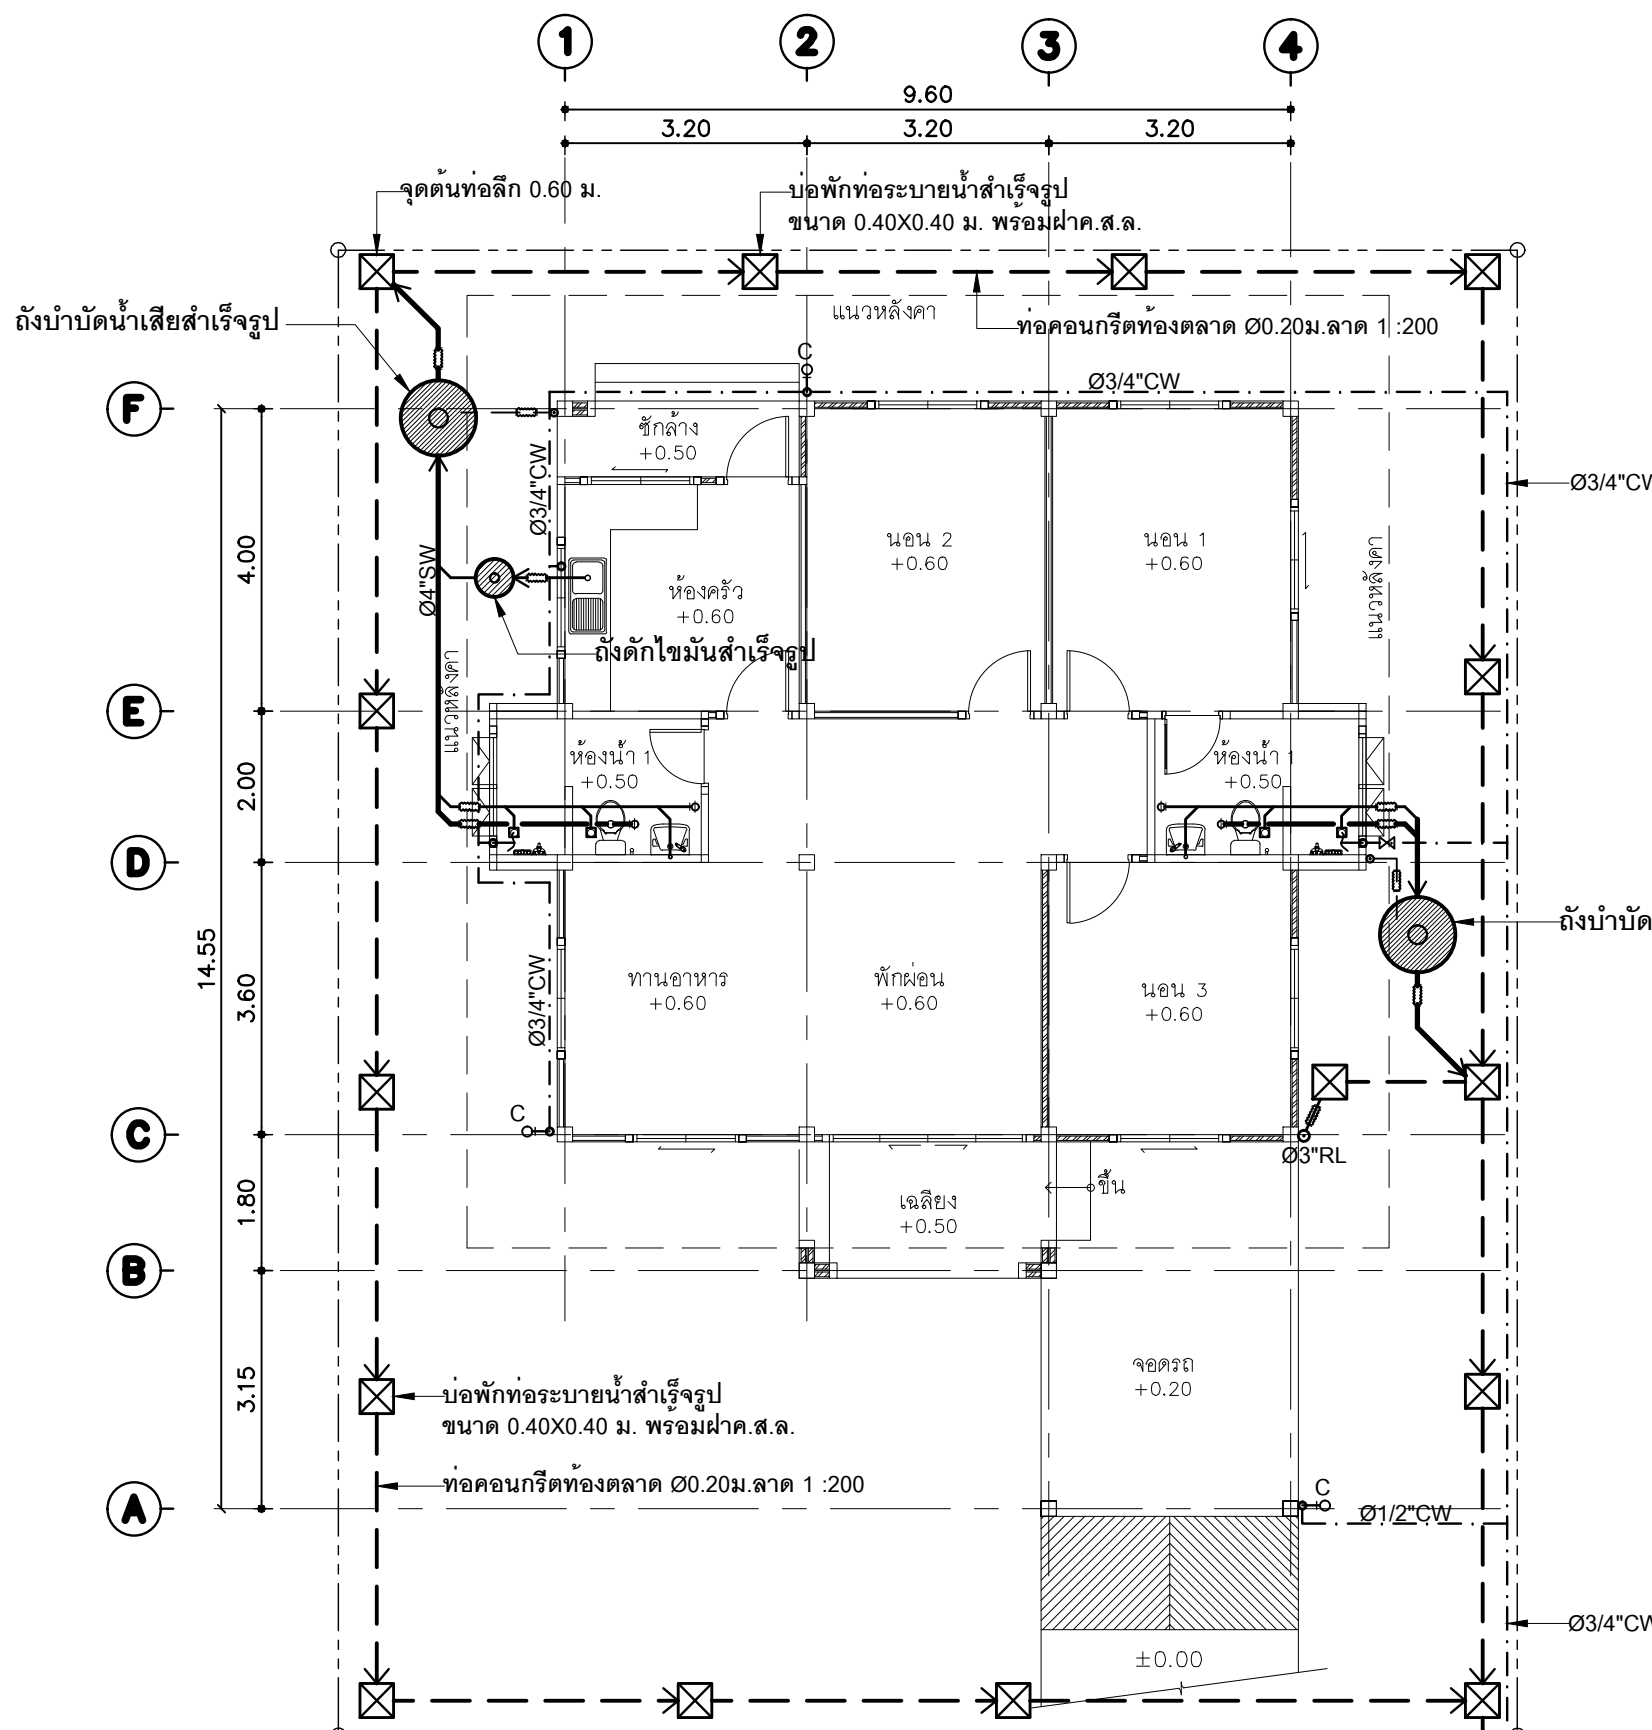 1
2
3
4
9.60
3.20
3.20
3.20
จุดต้นท่อลึก 0.60 ม.
บ่อพักท่อระบายน้ำสำเร็จรูป
ขนาด 0.40X0.40 ม. พร้อมฝาค.ส.ล.
แนวหลังคา
ท่อคอนกรีตท้องตลาด Ø0.20ม.ลาด 1 :200
ถังบำบัดน้ำเสียสำเร็จรูป
C
Ø3/4"CW
F
ซักล้าง
+0.50
Ø3/4"CW
Ø3/4"CW
4.00
Ø4"SW
นอน 2
+0.60
นอน 1
+0.60
แนวหลังคา
ห้องครัว
+0.60
ถังดักไขมันสำเร็จรูป
แนวหลังคา
E
ห้องน้ำ 1
+0.50
ห้องน้ำ 1
+0.50
2.00
D
14.55
ถังบำบัด
3.60
Ø3/4"CW
ทานอาหาร
+0.60
พักผ่อน
+0.60
นอน 3
+0.60
C
C
Ø3"RL
1.80
เฉลียง
+0.50
ขึ้น
B
3.15
จอดรถ
+0.20
บ่อพักท่อระบายน้ำสำเร็จรูป
ขนาด 0.40X0.40 ม. พร้อมฝาค.ส.ล.
ท่อคอนกรีตท้องตลาด Ø0.20ม.ลาด 1 :200
A
C
Ø1/2"CW
Ø3/4"CW
±0.00